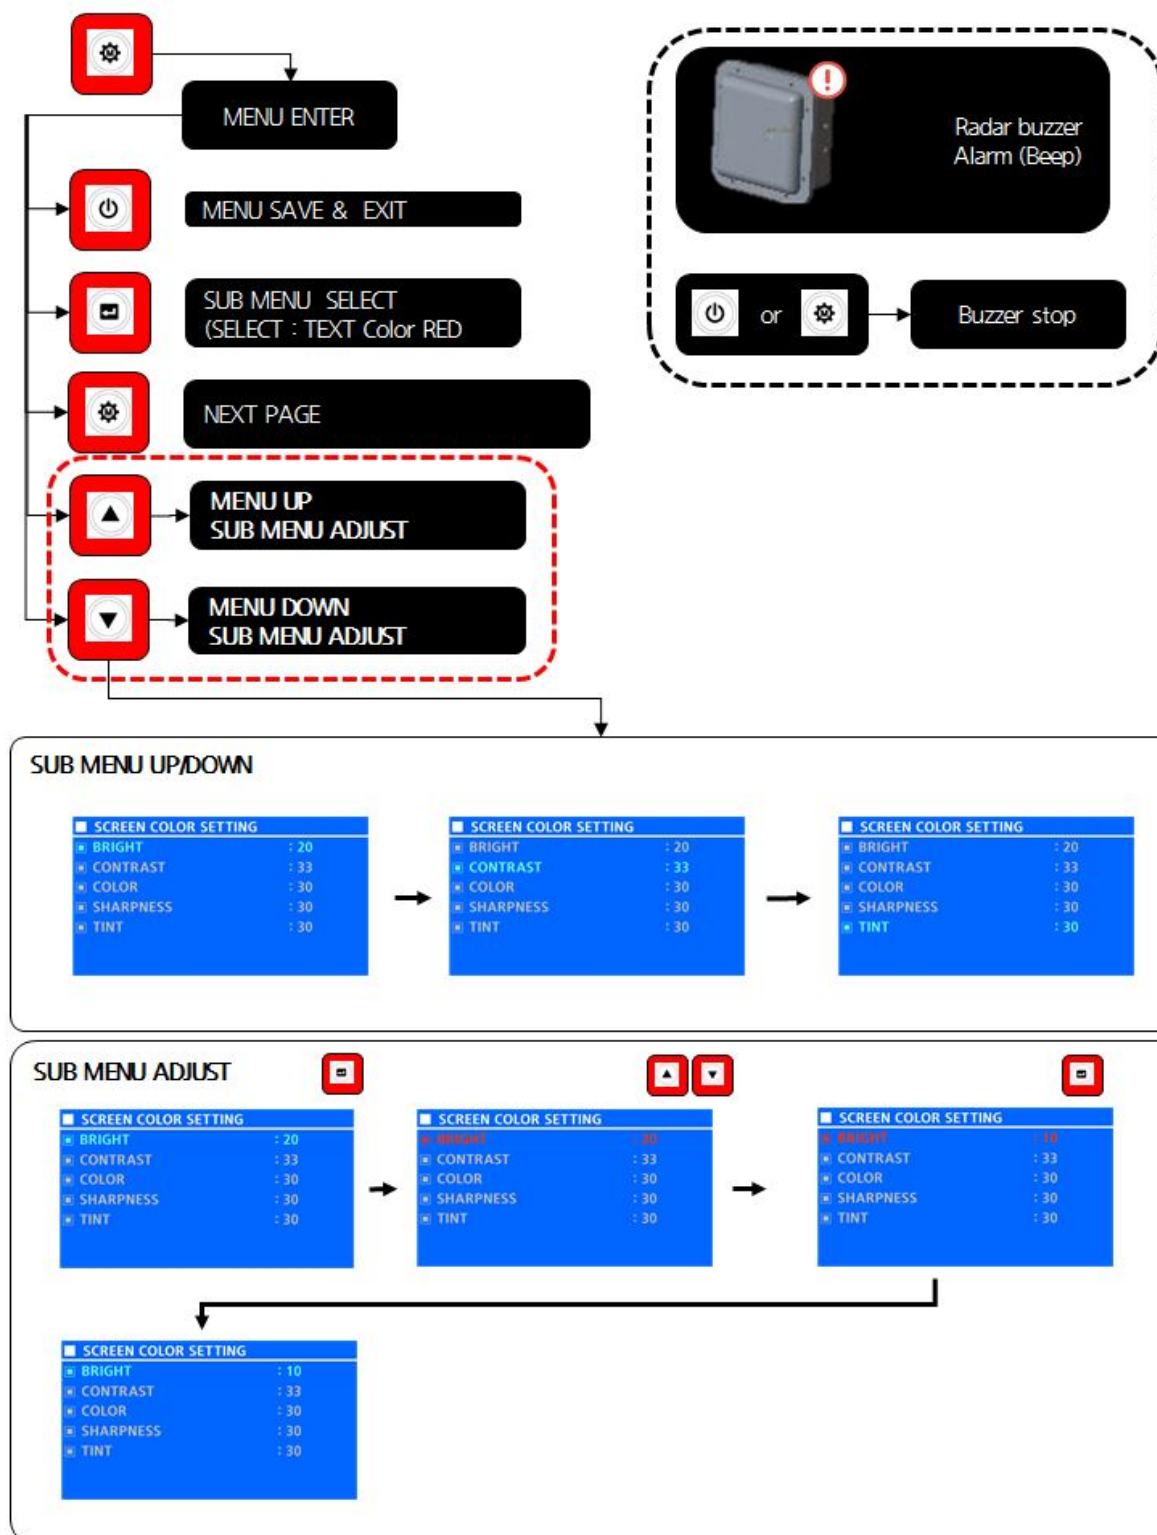 MENU ENTER
MENU SAVE & EXIT
SUB MENU SELECT
(SELECT : TEXT Color RED
NEXT PAGE
MENU UP
SUB MENU ADJUST
MENU DOWN
SUB MENU ADJUST
Radar buzzer
Alarm (Beep)
or
Buzzer stop
SUB MENU UP/DOWN
SCREEN COLOR SETTING
BRIGHT : 20
CONTRAST : 33
COLOR : 30
SHARPNESS : 30
TINT : 30
SCREEN COLOR SETTING
BRIGHT : 20
CONTRAST : 33
COLOR : 30
SHARPNESS : 30
TINT : 30
SCREEN COLOR SETTING
BRIGHT : 20
CONTRAST : 33
COLOR : 30
SHARPNESS : 30
TINT : 30
SUB MENU ADJUST
SCREEN COLOR SETTING
BRIGHT : 20
CONTRAST : 33
COLOR : 30
SHARPNESS : 30
TINT : 30
SCREEN COLOR SETTING
BRIGHT : 20
CONTRAST : 33
COLOR : 30
SHARPNESS : 30
TINT : 30
SCREEN COLOR SETTING
BRIGHT : 10
CONTRAST : 33
COLOR : 30
SHARPNESS : 30
TINT : 30
SCREEN COLOR SETTING
BRIGHT : 10
CONTRAST : 33
COLOR : 30
SHARPNESS : 30
TINT : 30